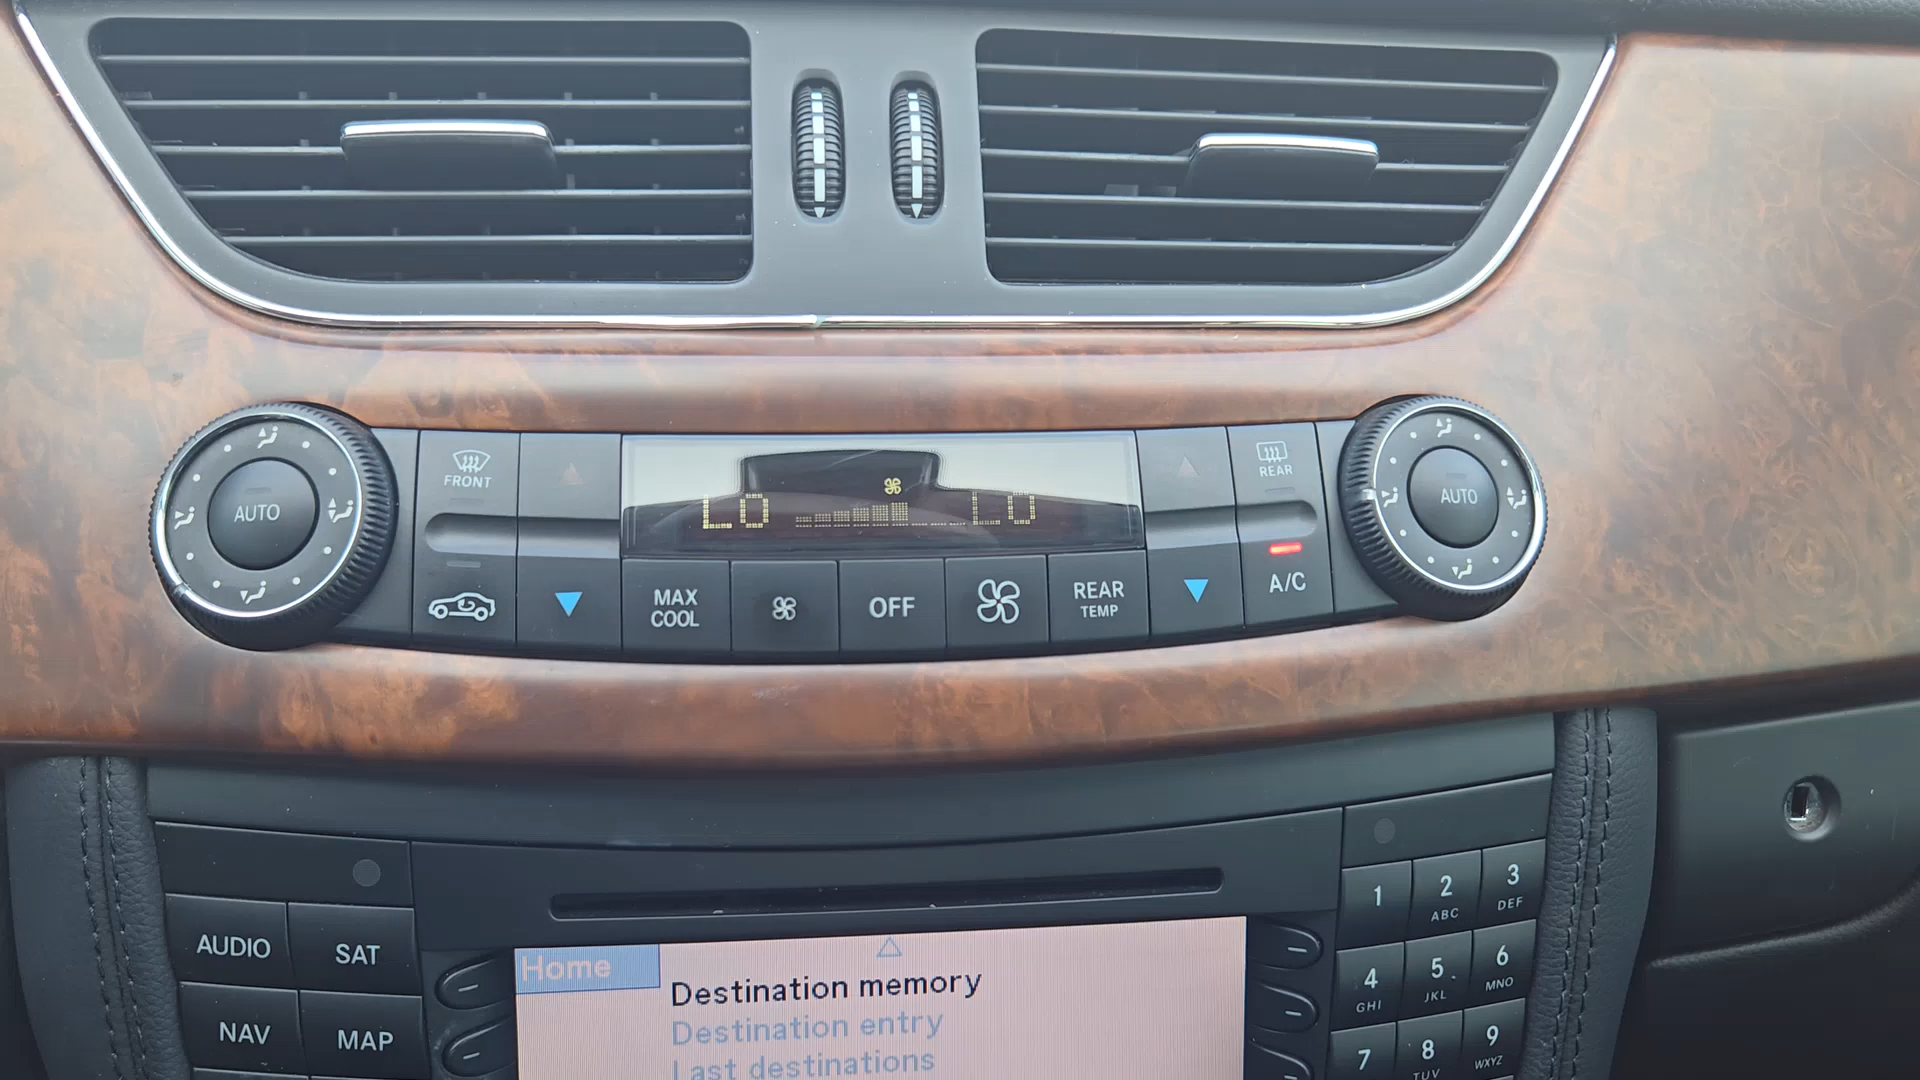 AUTO
FRONT
LO
LO
REAR
AUTO
MAX
COOL
OFF
REAR
TEMP
A/C
AUDIO
SAT
NAV
MAP
Home
Destination memory
Destination entry
Last destinations
1
2
ABC
3
DEF
4
GHI
5
JKL
6
MNO
7
8
TUV
9
WXYZ